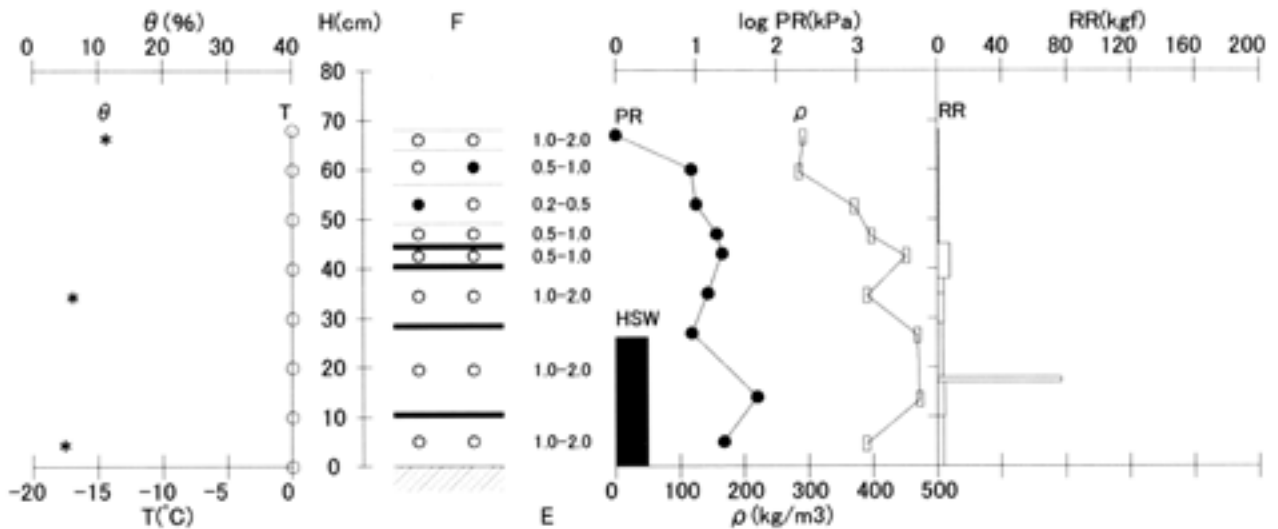 θ (%) H(cm) F log PR(kPa) RR(kgf)
0 10 20 30 40 0 1 2 3 0 40 80 100 160 200
80
θ T PR ρ RR
70
1.0-2.0
60 0.5-1.0
0.2-0.5
50
0.5-1.0
0.5-1.0
40
1.0-2.0
30 HSW
20 1.0-2.0
10
1.0-2.0
0
-20 -15 -10 -5 0 0 100 200 300 400 500
T(°C) E ρ (kg/m3)